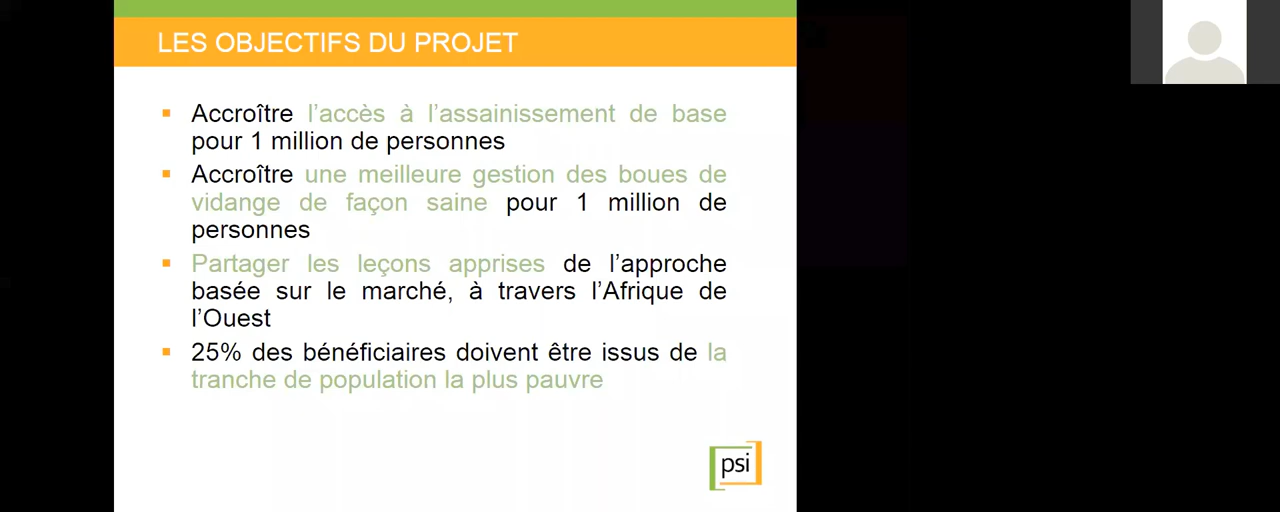 LES OBJECTIFS DU PROJET
▪ Accroître l’accès à l’assainissement de base
pour 1 million de personnes
▪ Accroître une meilleure gestion des boues de
vidange de façon saine pour 1 million de
personnes
▪ Partager les leçons apprises de l’approche
basée sur le marché, à travers l’Afrique de
l’Ouest
▪ 25% des bénéficiaires doivent être issus de la
tranche de population la plus pauvre
psi